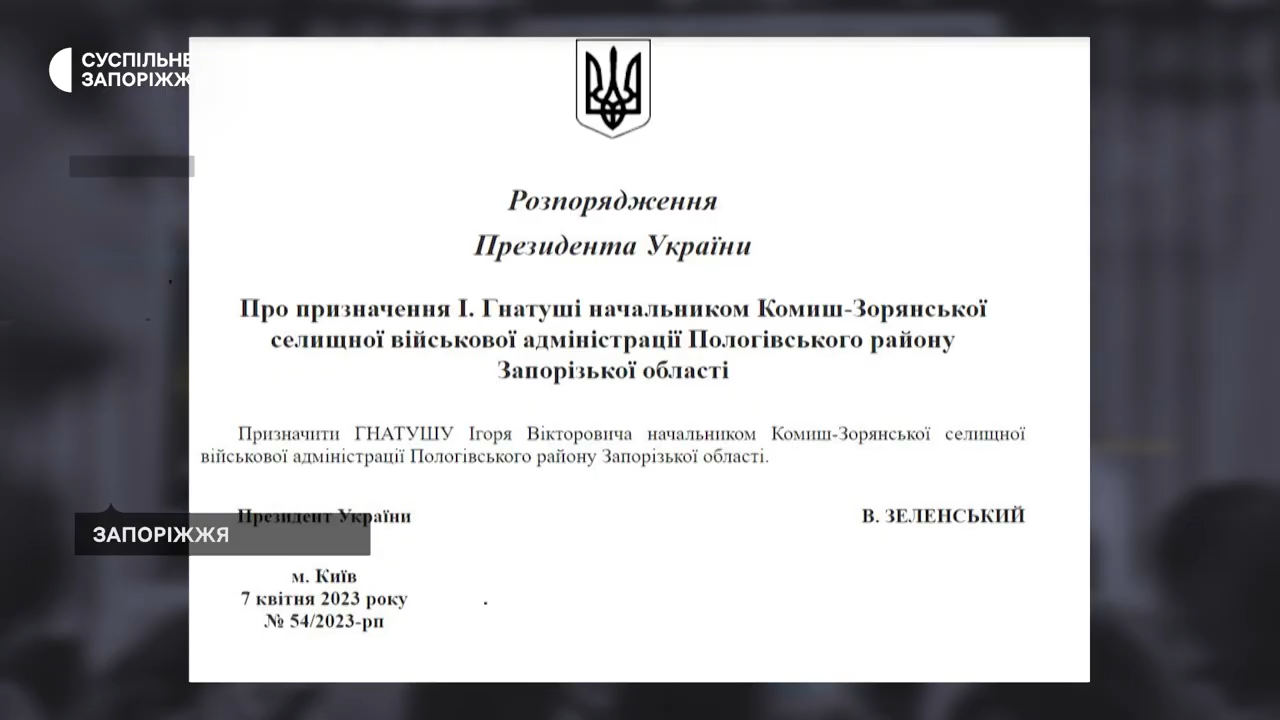 СУСПІЛЬНЕ
ЗАПОРІЖЖ
Розпорядження
Президента України
Про призначення І. Гнатуші начальником Комиш-Зорянської
селищної військової адміністрації Пологівського району
Запорізької області
Призначити ГНАТУШУ Ігоря Вікторовича начальником Комиш-Зорянської селищної
військової адміністрації Пологівського району Запорізької області.
Президент України В. ЗЕЛЕНСЬКИЙ
ЗАПОРІЖЖЯ
м. Київ
7 квітня 2023 року
№ 54/2023-рп